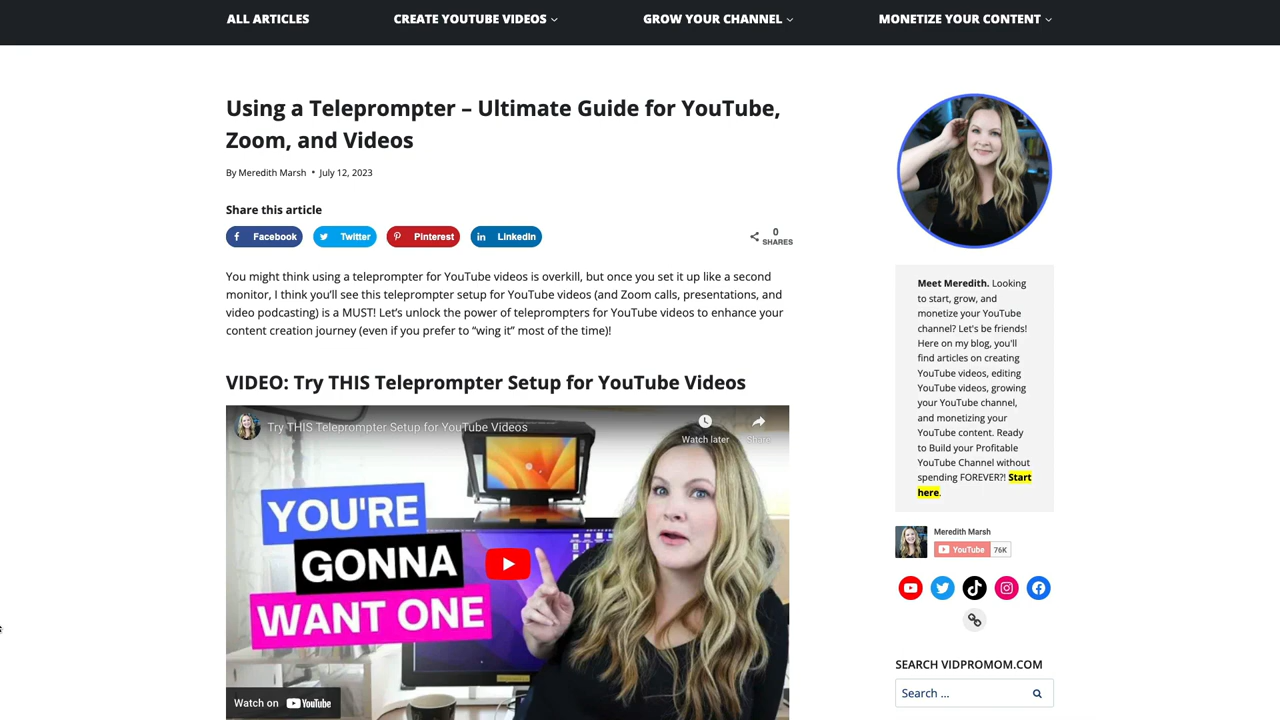 ALL ARTICLES
CREATE YOUTUBE VIDEOS
GROW YOUR CHANNEL
MONETIZE YOUR CONTENT
Using a Teleprompter – Ultimate Guide for YouTube,
Zoom, and Videos
By Meredith Marsh • July 12, 2023
Share this article
Facebook
Twitter
Pinterest
LinkedIn
0
SHARES
You might think using a teleprompter for YouTube videos is overkill, but once you set it up like a second
monitor, I think you'll see this teleprompter setup for YouTube videos (and Zoom calls, presentations, and
video podcasting) is a MUST! Let's unlock the power of telepromters for YouTube videos to enhance your
content creation journey (even if you prefer to “wing it” most of the time)!
VIDEO: Try THIS Teleprompter Setup for YouTube Videos
Try THIS Teleprompter Setup for YouTube Videos
Watch later
Share
YOU'RE
GONNA
WANT ONE
Watch on YouTube
Meet Meredith. Looking
to start, grow, and
monetize your YouTube
channel? Let's be friends!
Here on my blog, you'll
find articles on creating
YouTube videos, editing
YouTube videos, growing
your YouTube channel,
and monetizing your
YouTube content. Ready
to Build your Profitable
YouTube Channel without
spending FOREVER?! Start
here.
Meredith Marsh
YouTube 76K
SEARCH VIDPROMOM.COM
Search ...